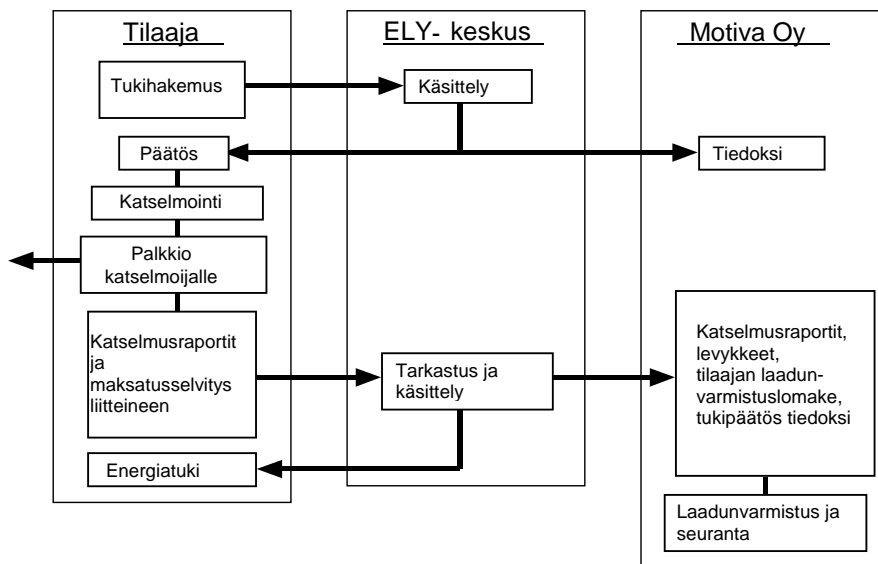 Tilaaja
ELY- keskus
Motiva Oy
Tukihakemus
Käsittely
Päätös
Tiedoksi
Katselmointi
Palkkio
katselmoijalle
Katselmusraportit
ja
maksatusselvitys
liitteineen
Tarkastus ja
käsittely
Katselmusraportit,
levykkeet,
tilaajan laadun-
varmistuslomake,
tukipäätös tiedoksi
Energiatuki
Laadunvarmistus ja
seuranta